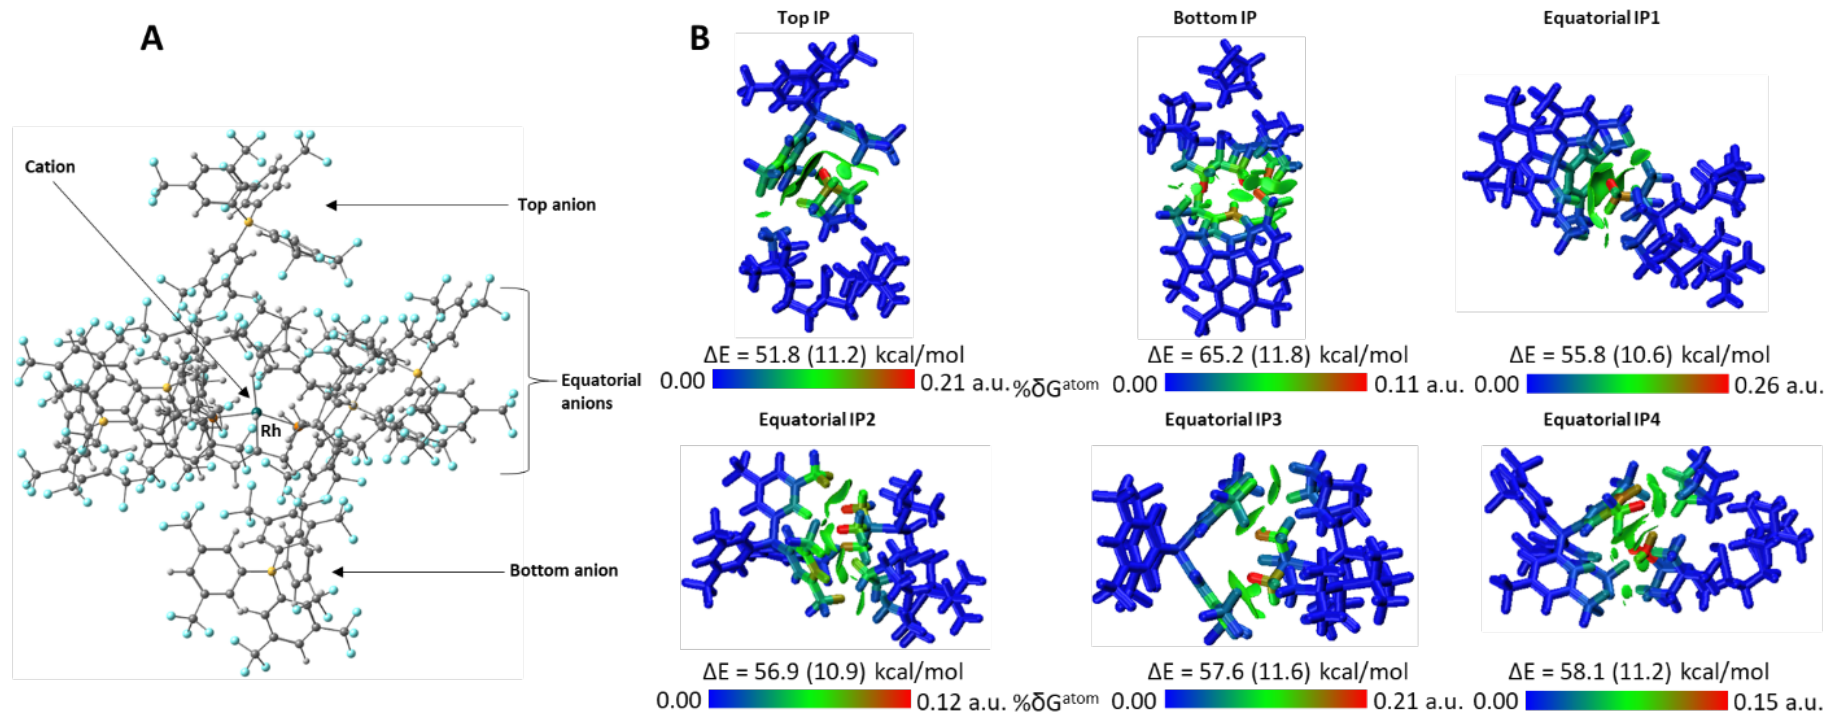 A
Cation
Top anion
Equatorial
anions
Rh
Bottom anion
B
Top IP
Bottom IP
Equatorial IP1
ΔE = 51.8 (11.2) kcal/mol
0.00
0.21 a.u.
%δGatom
ΔE = 65.2 (11.8) kcal/mol
0.00
0.11 a.u.
ΔE = 55.8 (10.6) kcal/mol
0.00
0.26 a.u.
Equatorial IP2
Equatorial IP3
Equatorial IP4
ΔE = 56.9 (10.9) kcal/mol
0.00
0.12 a.u.
%δGatom
ΔE = 57.6 (11.6) kcal/mol
0.00
0.21 a.u.
ΔE = 58.1 (11.2) kcal/mol
0.00
0.15 a.u.